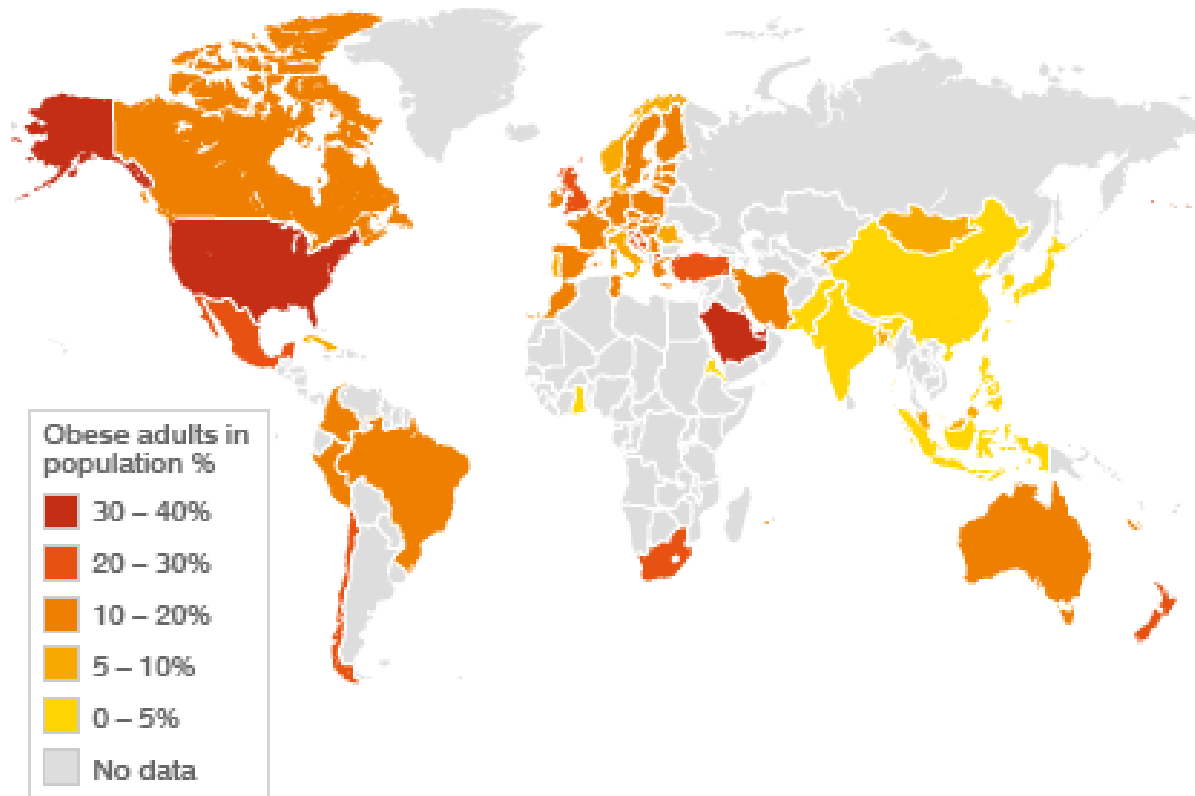 Obese adults in
population %
30 – 40%
20 – 30%
10 – 20%
5 – 10%
0 – 5%
No data